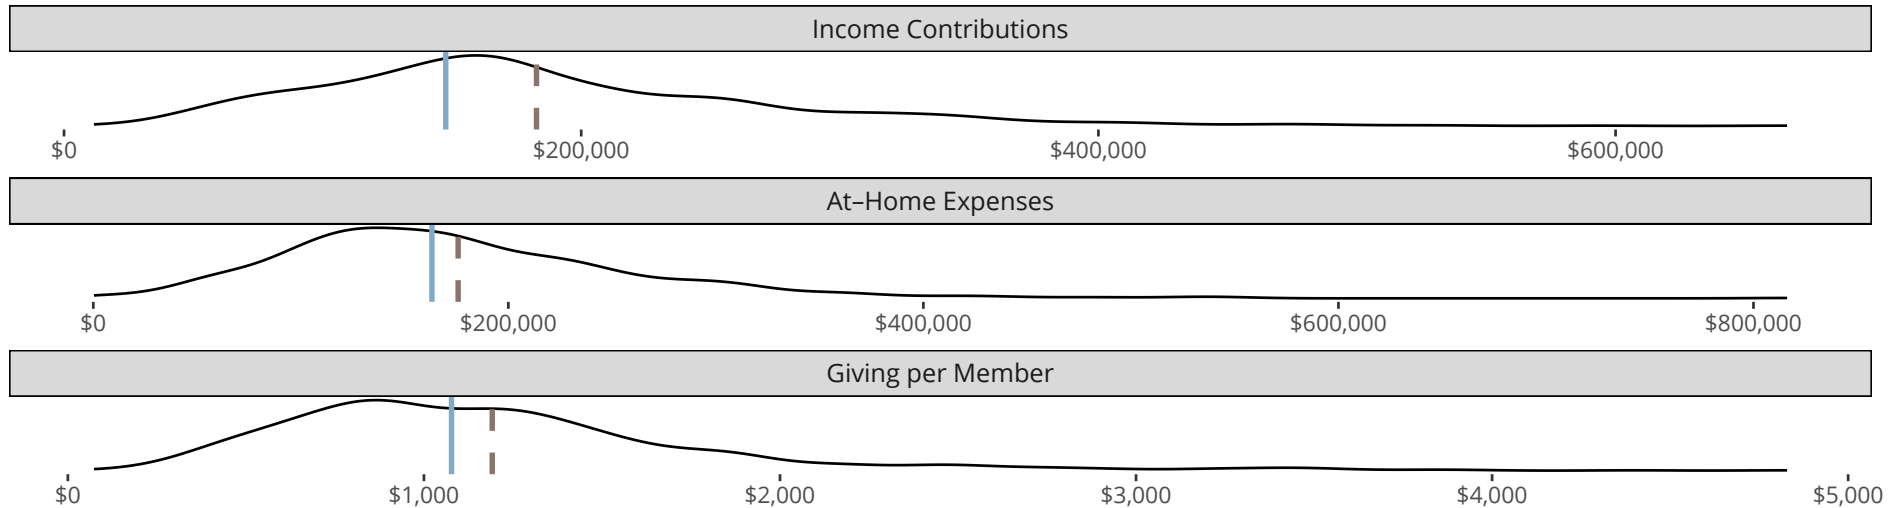 Income Contributions
$0 $200,000 $400,000 $600,000
At–Home Expenses
$0 $200,000 $400,000 $600,000 $800,000
Giving per Member
$0 $1,000 $2,000 $3,000 $4,000 $5,000